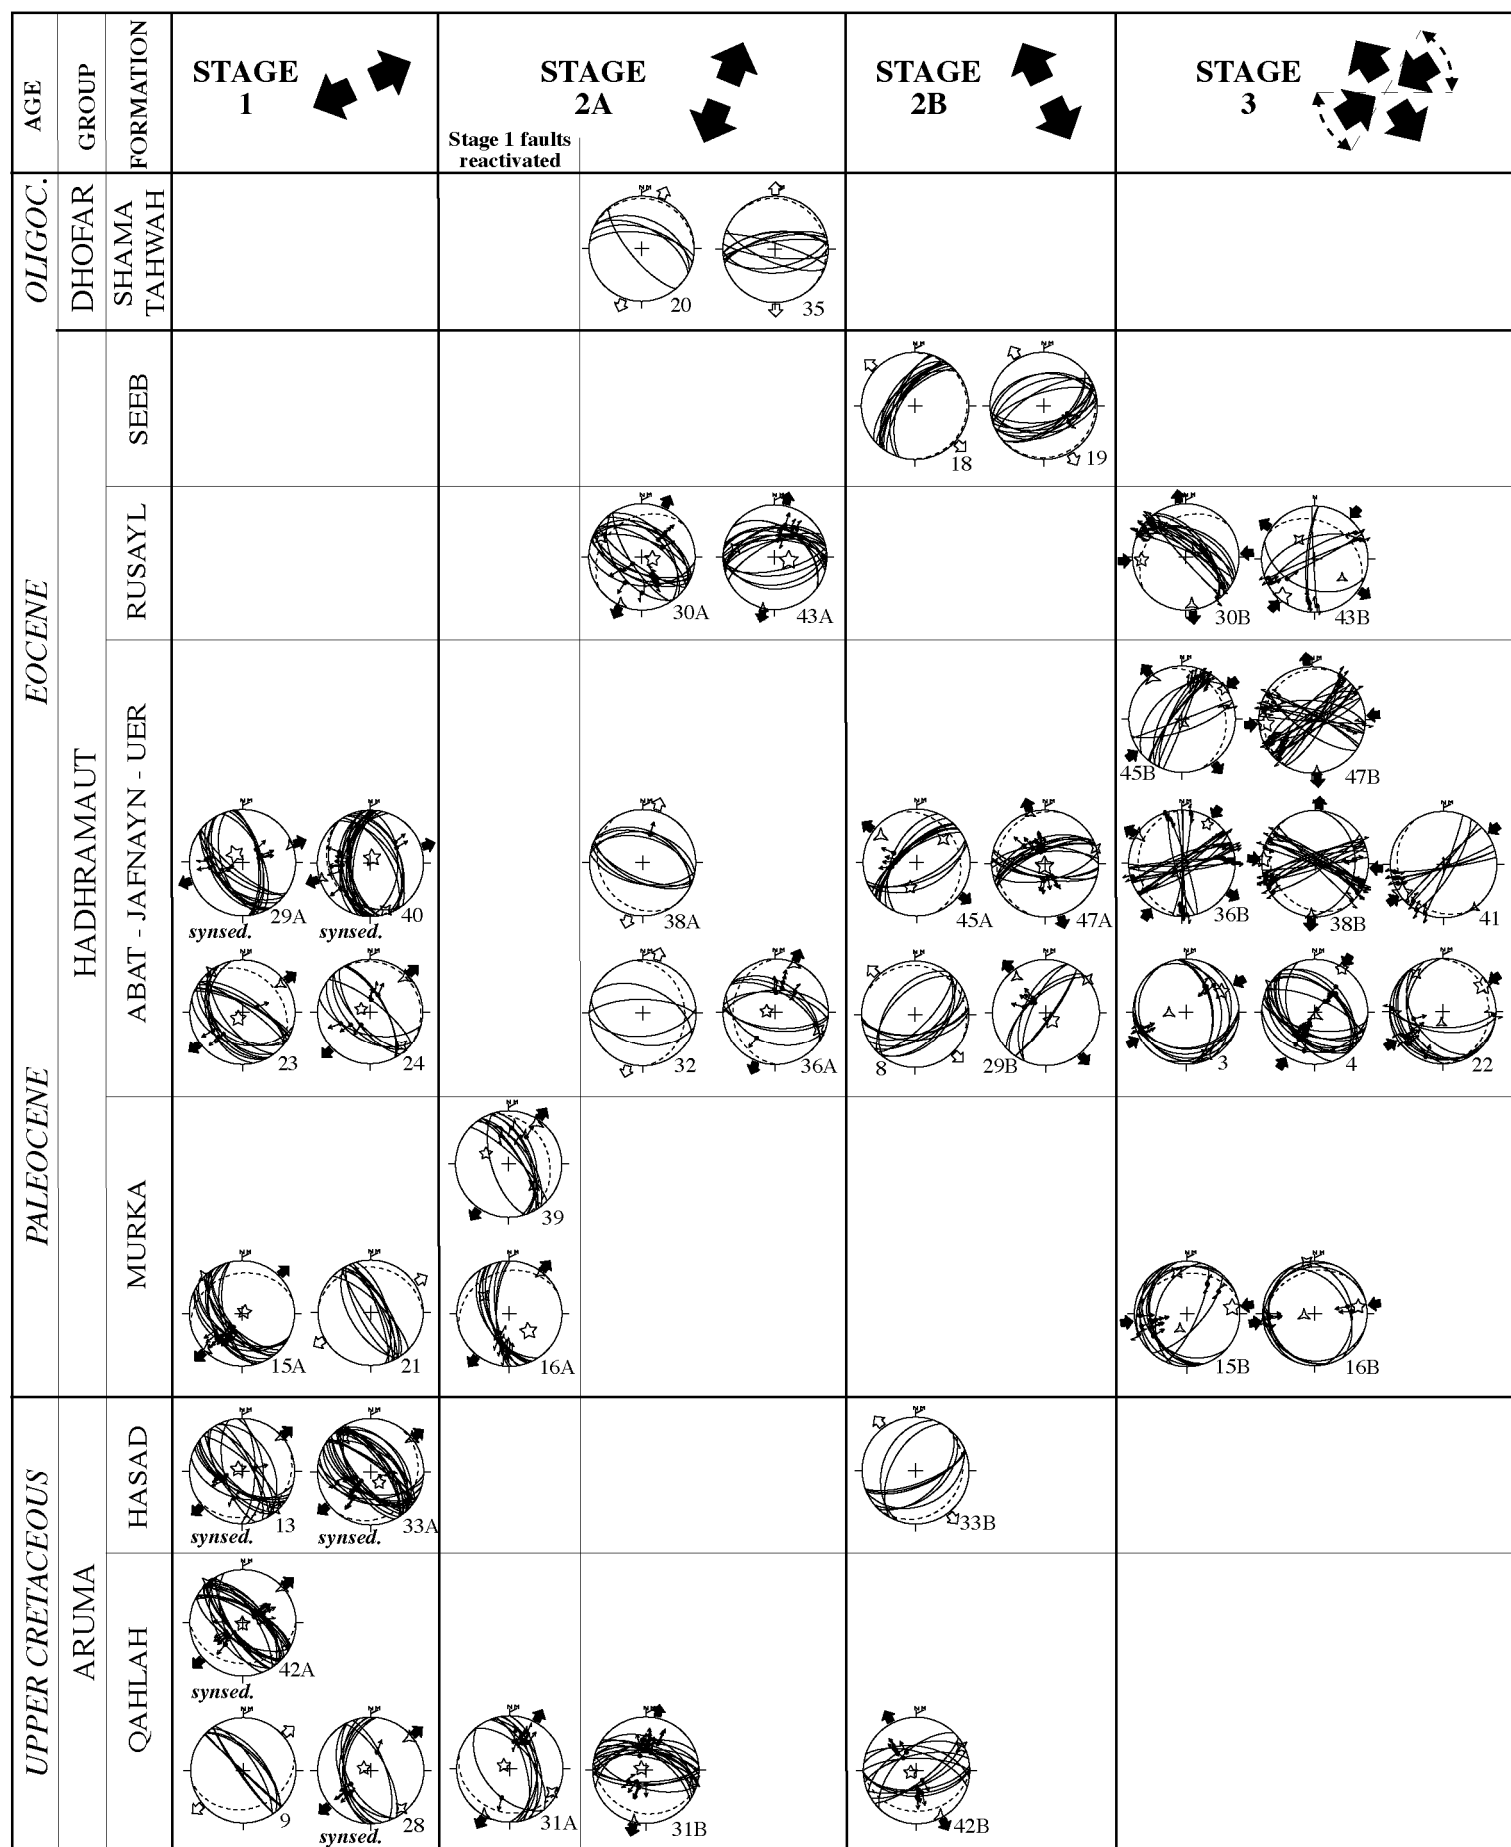 AGE
GROUP
FORMATION
STAGE
1
STAGE
2A
Stage 1 faults
reactivated
STAGE
2B
STAGE
3
OLIGOC.
DHOFAR
SHAMA
TAHWAH
20
35
EOCENE
HADHRAMAUT
SEEB
18
19
RUSAYL
30A
43A
30B
43B
ABAT - JAFNAYN - UER
45B
47B
29A
40
38A
45A
47A
36B
38B
41
synsed.
synsed.
23
24
32
36A
8
29B
3
4
22
PALEOCENE
MURKA
39
15A
21
16A
15B
16B
UPPER CRETACEOUS
ARUMA
HASAD
13
33A
33B
synsed.
synsed.
QAHLAH
42A
synsed.
9
28
31A
31B
42B
synsed.